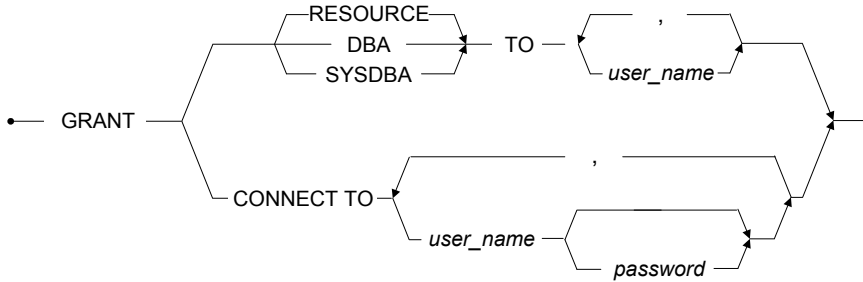 RESOURCE
DBA TO ,
SYSDBA user_name
GRANT
,
CONNECT TO
user_name
password